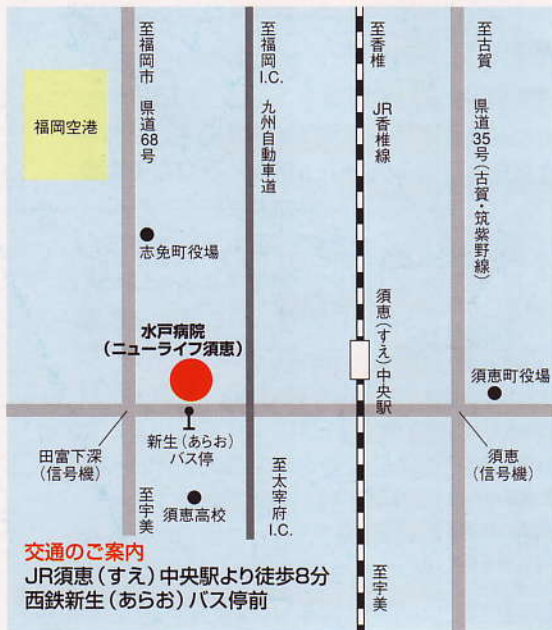 至福岡市
県道68号
至福岡I.C.
九州自動車道
至香椎
JR香椎線
至古賀
県道35号(古賀・筑紫野線)
福岡空港
志免町役場
水戸病院
(ニューライフ須恵)
須恵(すえ)中央駅
須恵町役場
田富下深
(信号機)
新生(あらお)
バス停
須恵
(信号機)
至宇美
須恵高校
至太宰府I.C.
至宇美
交通のご案内
JR須恵(すえ)中央駅より徒歩8分
西鉄新生(あらお)バス停前